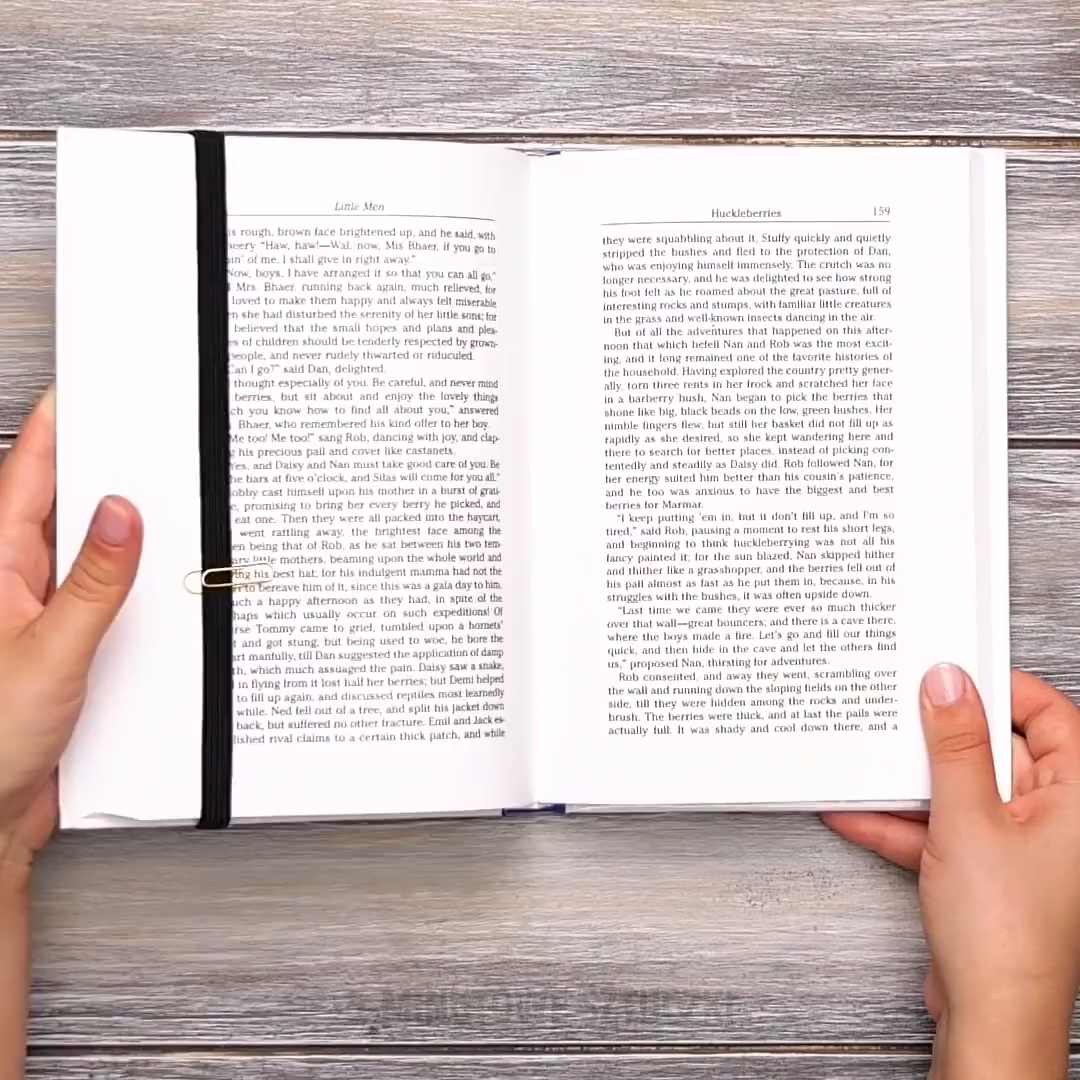 Little Men
is rough, brown face brightened up, and he said, with
"Haw, haw!—Wal, now, Mis Bhaer, if you go to
in' of me, I shall give in right away."
Now, boys, I have arranged it so that you can all go,"
Mrs. Bhaer, running back again, much relieved, for
loved to make them happy and always felt miserable
n she had disturbed the serenity of her little sons; for
believed that the small hopes and plans and plea-
s of children should be tenderly respected by grown-
people, and never rudely thwarted or riduculed.
Can I go?" said Dan, delighted.
thought especially of you. Be careful, and never mind
berries, but sit about and enjoy the lovely things
ch you know how to find all about you," answered
Bhaer, who remembered his kind offer to her boy.
Me too! Me too!" sang Rob, dancing with joy, and clap-
g his precious pail and cover like castanets.
Yes, and Daisy and Nan must take good care of you. Be
he bars at five o'clock, and Silas will come for you all."
obby cast himself upon his mother in a burst of grati-
e, promising to bring her every berry he picked, and
eat one. Then they were all packed into the haycart,
went rattling away, the brightest face among the
en being that of Rob, as he sat between his two tem-
ary little mothers, beaming upon the whole world and
ing his best hat; for his indulgent mamma had not the
to bereave him of it, since this was a gala day to him.
uch a happy afternoon as they had, in spite of the
haps which usually occur on such expeditions! Of
rse Tommy came to grief, tumbled upon a hornets'
t and got stung, but being used to woe, he bore the
art manfully, till Dan suggested the application of damp
th, which much assuaged the pain. Daisy saw a snake,
in flying from it lost half her berries; but Demi helped
to fill up again, and discussed reptiles most learnedly
while. Ned fell out of a tree, and split his jacket down
back, but suffered no other fracture. Emil and Jack es-
lished rival claims to a certain thick patch, and while
Huckleberries 159
they were squabbling about it, Stuffy quickly and quietly
stripped the bushes and fled to the protection of Dan,
who was enjoying himself immensely. The crutch was no
longer necessary, and he was delighted to see how strong
his foot felt as he roamed about the great pasture, full of
interesting rocks and stumps, with familiar little creatures
in the grass and well-known insects dancing in the air.
But of all the adventures that happened on this after-
noon that which befell Nan and Rob was the most excit-
ing, and it long remained one of the favorite histories of
the household. Having explored the country pretty gener-
ally, torn three rents in her frock and scratched her face
in a barberry bush, Nan began to pick the berries that
shone like big, black beads on the low, green bushes. Her
nimble fingers flew, but still her basket did not fill up as
rapidly as she desired, so she kept wandering here and
there to search for better places, instead of picking con-
tentedly and steadily as Daisy did. Rob followed Nan, for
her energy suited him better than his cousin's patience,
and he too was anxious to have the biggest and best
berries for Marmar.
"I keep putting 'em in, but it don't fill up, and I'm so
tired," said Rob, pausing a moment to rest his short legs,
and beginning to think huckleberrying was not all his
fancy painted it; for the sun blazed, Nan skipped hither
and thither like a grasshopper, and the berries fell out of
his pail almost as fast as he put them in, because, in his
struggles with the bushes, it was often upside down.
"Last time we came they were ever so much thicker
over that wall—great bouncers; and there is a cave there,
where the boys made a fire. Let's go and fill our things
quick, and then hide in the cave and let the others find
us," proposed Nan, thirsting for adventures.
Rob consented, and away they went, scrambling over
the wall and running down the sloping fields on the other
side, till they were hidden among the rocks and under-
brush. The berries were thick, and at last the pails were
actually full. It was shady and cool down there, and a